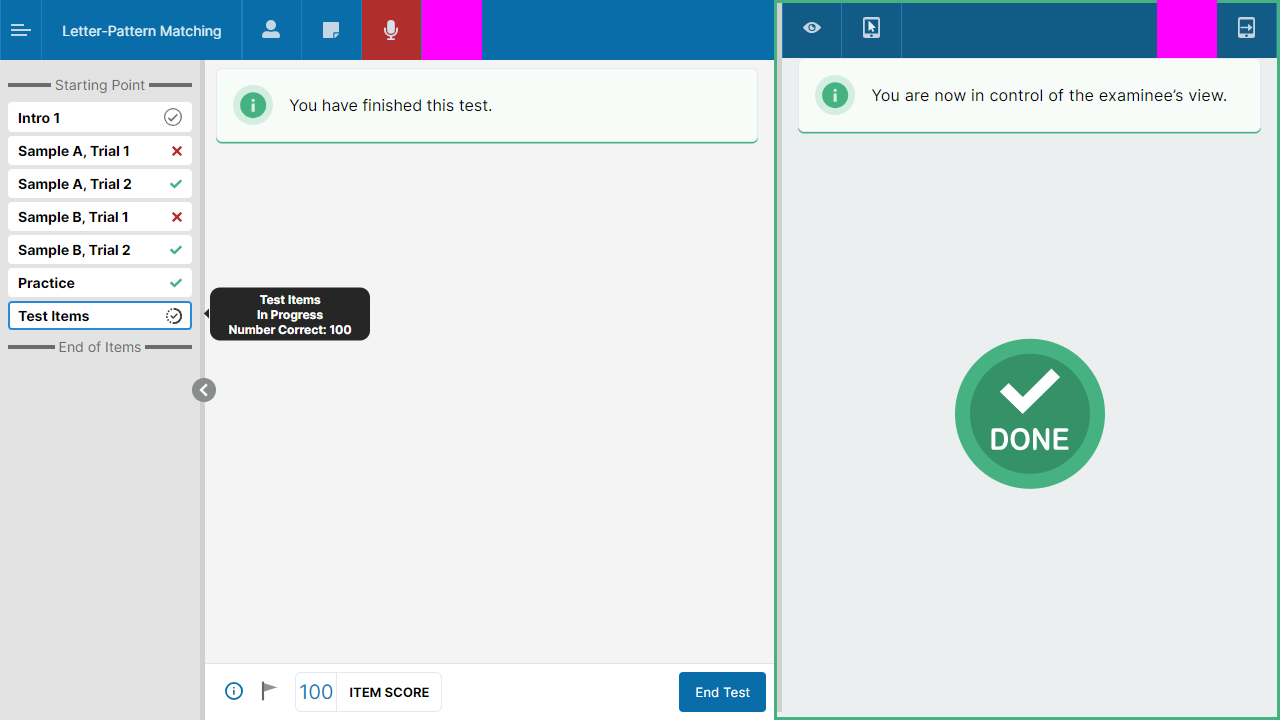 Letter-Pattern Matching
Starting Point
Intro 1
Sample A, Trial 1
Sample A, Trial 2
Sample B, Trial 1
Sample B, Trial 2
Practice
Test Items
End of Items
You have finished this test.
Test Items
In Progress
Number Correct: 100
100 ITEM SCORE
End Test
You are now in control of the examinee’s view.
DONE